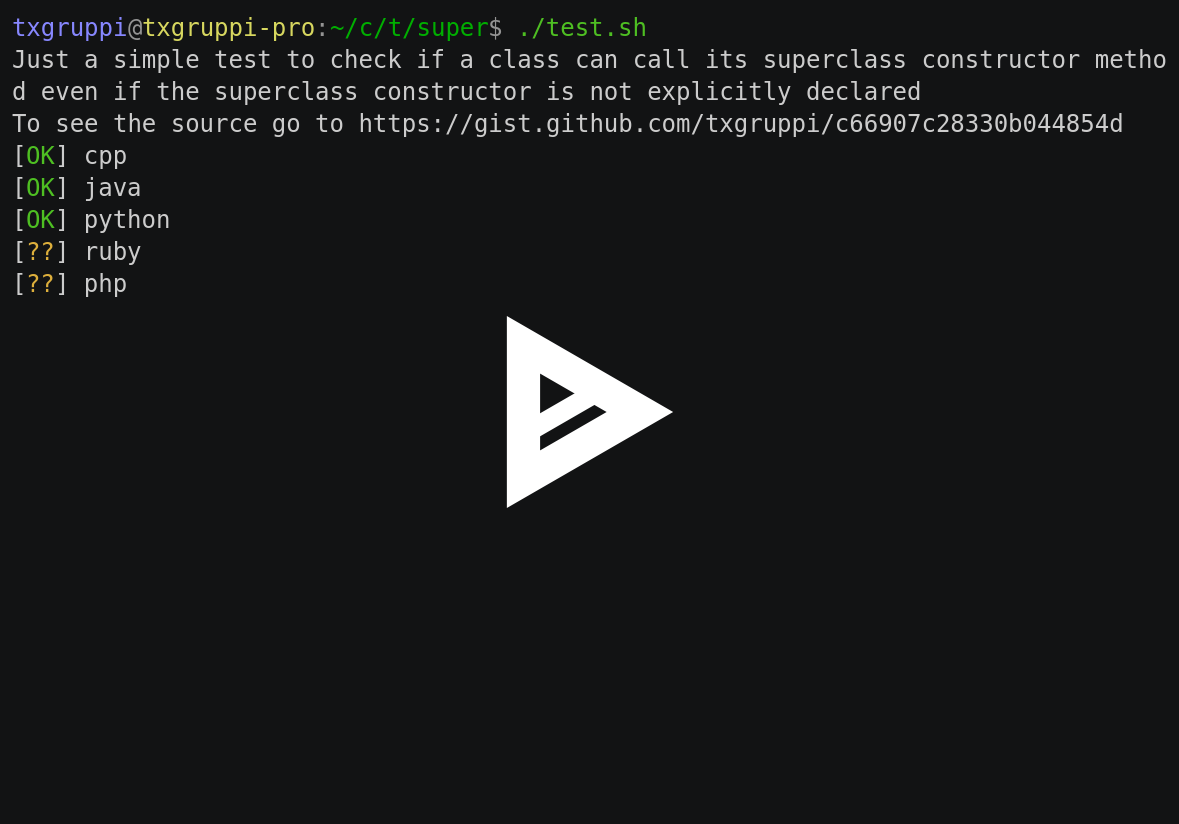 txgruppi@txgruppi-pro:~/c/t/super$ ./test.sh
Just a simple test to check if a class can call its superclass constructor metho
d even if the superclass constructor is not explicitly declared
To see the source go to https://gist.github.com/txgruppi/c66907c28330b044854d
[OK] cpp
[OK] java
[OK] python
[??] ruby
[??] php